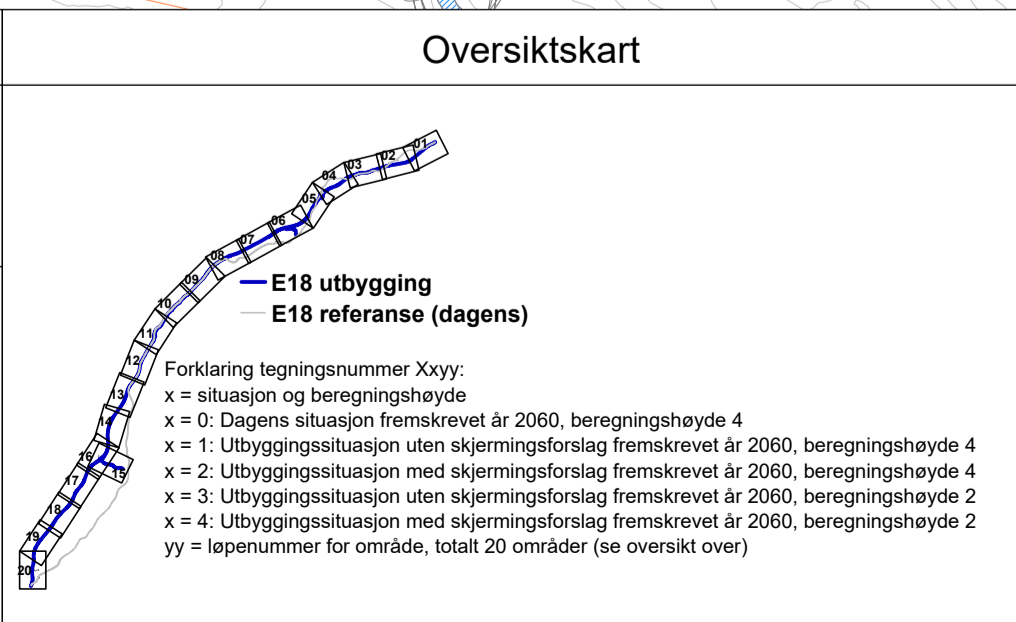 Oversiktskart
01
02
03
04
05
06
07
08
09
10
11
12
13
14
16
15
17
18
19
20
E18 utbygging
E18 referanse (dagens)
Forklaring tegningsnummer Xxyy:
x = situasjon og beregningshøyde
x = 0: Dagens situasjon fremskrevet år 2060, beregningshøyde 4
x = 1: Utbyggingssituasjon uten skjermingsforslag fremskrevet år 2060, beregningshøyde 4
x = 2: Utbyggingssituasjon med skjermingsforslag fremskrevet år 2060, beregningshøyde 4
x = 3: Utbyggingssituasjon uten skjermingsforslag fremskrevet år 2060, beregningshøyde 2
x = 4: Utbyggingssituasjon med skjermingsforslag fremskrevet år 2060, beregningshøyde 2
yy = løpenummer for område, totalt 20 områder (se oversikt over)